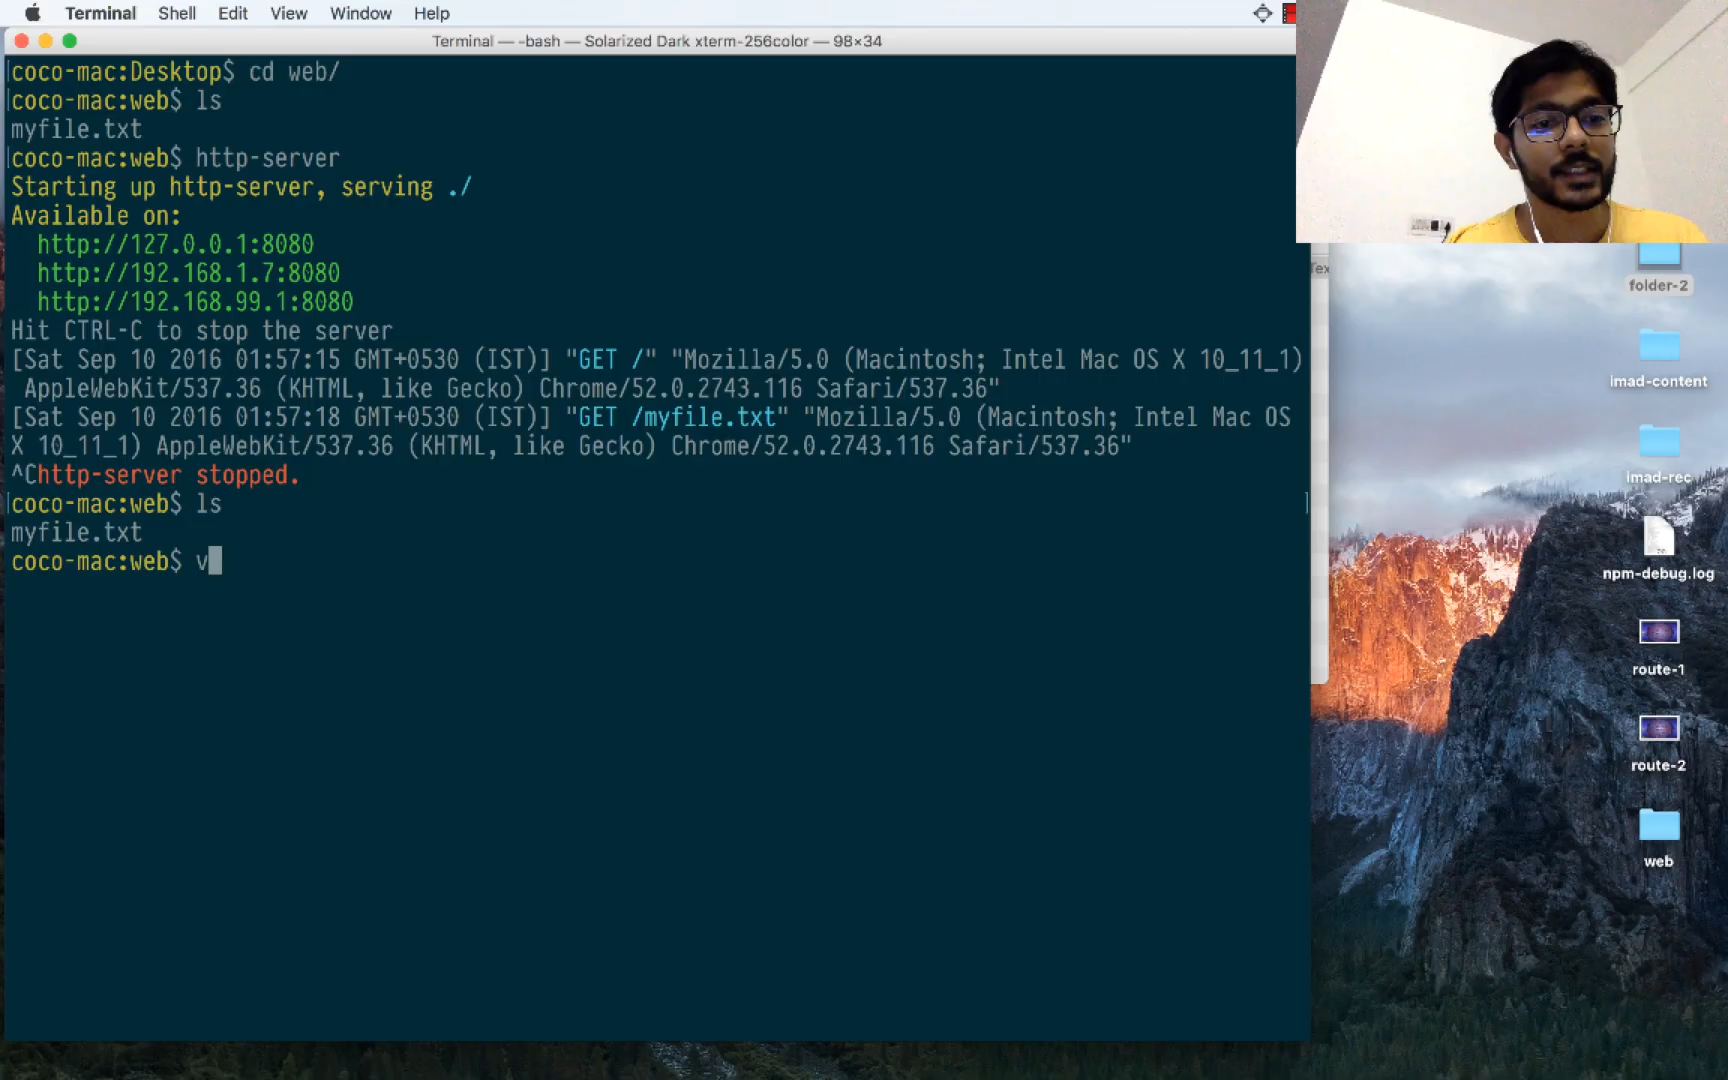 Terminal Shell Edit View Window Help
Terminal — -bash — Solarized Dark xterm-256color — 98×34
coco-mac:Desktop$ cd web/
coco-mac:web$ ls
myfile.txt
coco-mac:web$ http-server
Starting up http-server, serving ./
Available on:
http://127.0.0.1:8080
http://192.168.1.7:8080
http://192.168.99.1:8080
Hit CTRL-C to stop the server
[Sat Sep 10 2016 01:57:15 GMT+0530 (IST)] "GET /" "Mozilla/5.0 (Macintosh; Intel Mac OS X 10_11_1)
AppleWebKit/537.36 (KHTML, like Gecko) Chrome/52.0.2743.116 Safari/537.36"
[Sat Sep 10 2016 01:57:18 GMT+0530 (IST)] "GET /myfile.txt" "Mozilla/5.0 (Macintosh; Intel Mac OS
X 10_11_1) AppleWebKit/537.36 (KHTML, like Gecko) Chrome/52.0.2743.116 Safari/537.36"
^Chttp-server stopped.
coco-mac:web$ ls
myfile.txt
coco-mac:web$ v
folder-2
imad-content
imad-rec
npm-debug.log
route-1
route-2
web